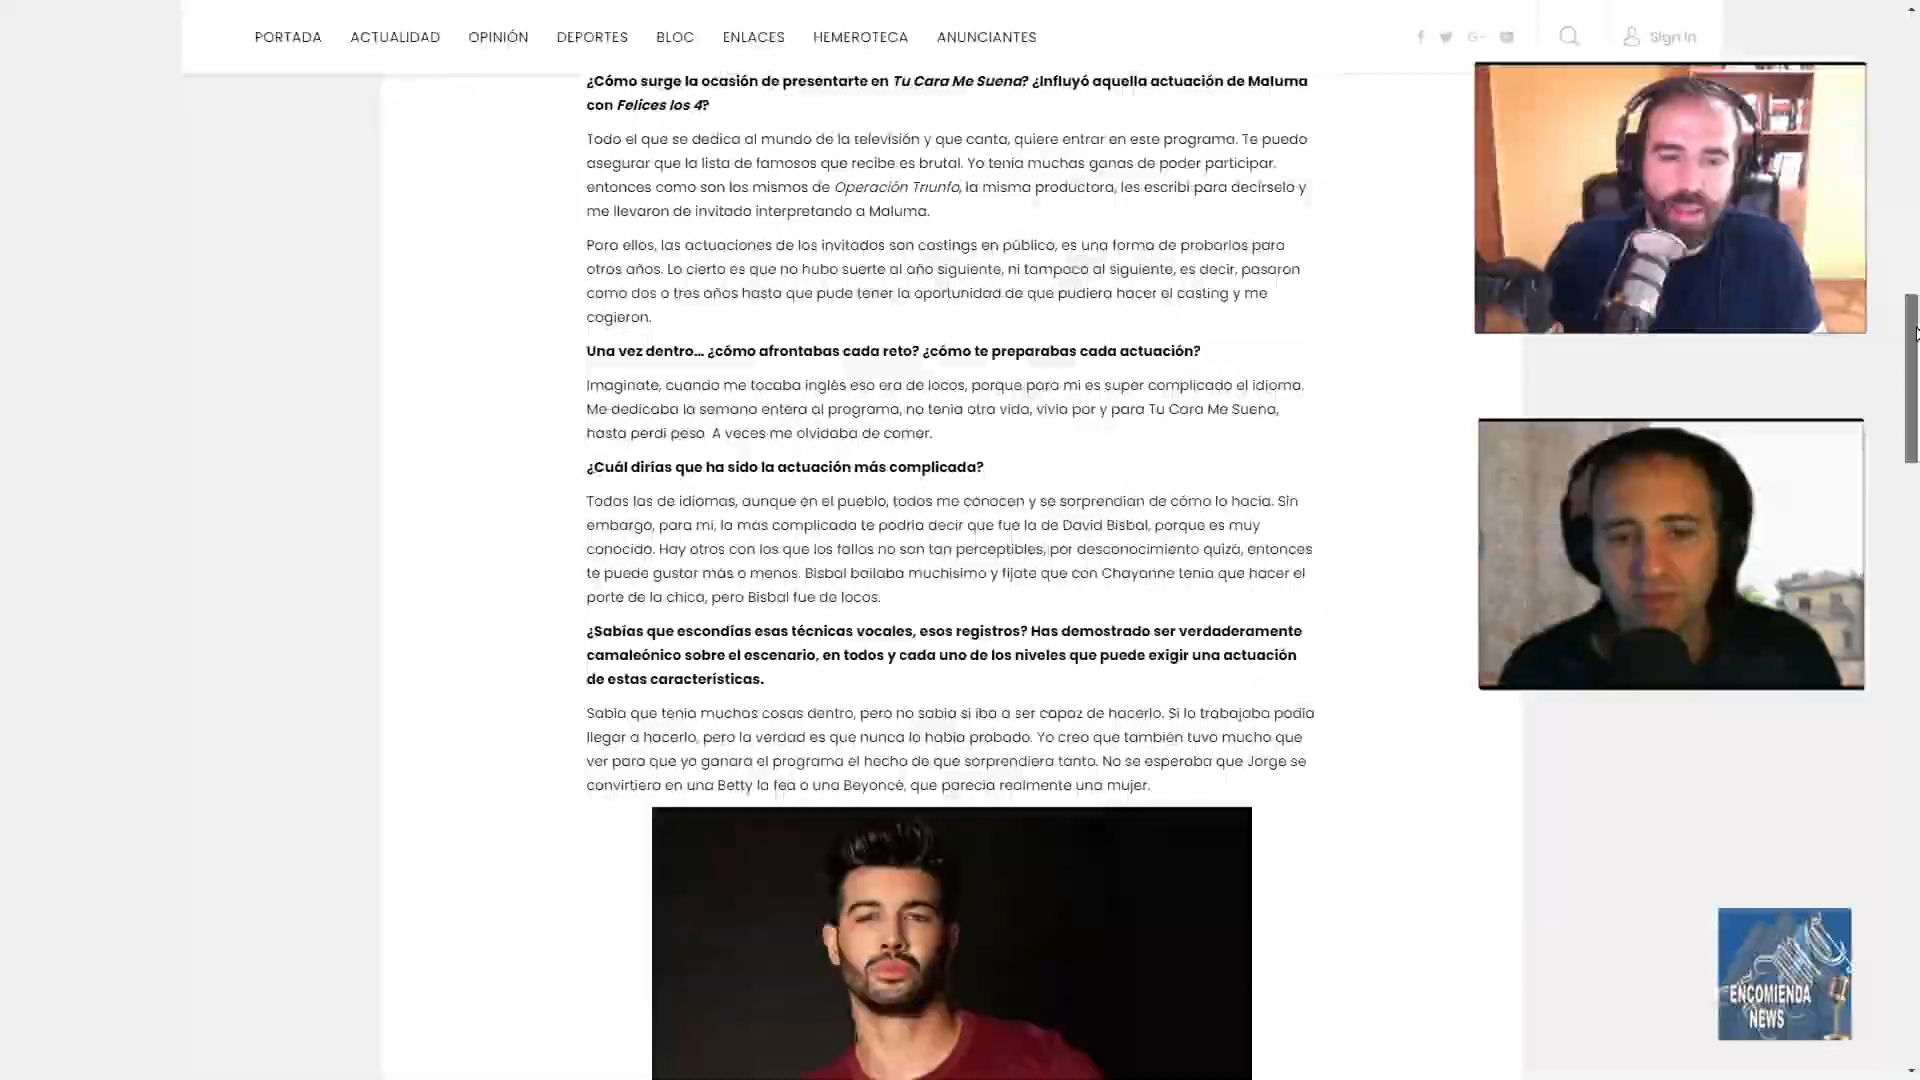 PORTADA ACTUALIDAD OPINIÓN DEPORTES BLOC ENLACES HEMEROTECA ANUNCIANTES
Sign In
¿Cómo surge la ocasión de presentarte en Tu Cara Me Suena? ¿Influyó aquella actuación de Maluma
con Felices los 4?
Todo el que se dedica al mundo de la televisión y que canta, quiere entrar en este programa. Te puedo
asegurar que la lista de famosos que recibe es brutal. Yo tenía muchas ganas de poder participar.
entonces como son los mismos de Operación Triunfo, la misma productora, les escribí para decírselo y
me llevaron de invitado interpretando a Maluma.
Para ellos, las actuaciones de los invitados son castings en público, es una forma de probarlos para
otros años. Lo cierto es que no hubo suerte al año siguiente, ni tampoco al siguiente, es decir, pasaron
como dos o tres años hasta que pude tener la oportunidad de que pudiera hacer el casting y me
cogieron.
Una vez dentro... ¿cómo afrontabas cada reto? ¿cómo te preparabas cada actuación?
Imagínate, cuando me tocaba inglés eso era de locos, porque para mí es super complicado el idioma.
Me dedicaba la semana entera al programa, no tenía otra vida, vivía por y para Tu Cara Me Suena,
hasta perdí peso. A veces me olvidaba de comer.
¿Cuál dirías que ha sido la actuación más complicada?
Todas las de idiomas, aunque en el pueblo, todos me conocen y se sorprendían de cómo lo hacía. Sin
embargo, para mí, la más complicada te podría decir que fue la de David Bisbal, porque es muy
conocido. Hay otros con los que los fallos no son tan perceptibles, por desconocimiento quizá, entonces
te puede gustar más o menos. Bisbal bailaba muchísimo y fíjate que con Chayanne tenía que hacer el
porte de la chica, pero Bisbal fue de locos.
¿Sabías que escondías esas técnicas vocales, esos registros? Has demostrado ser verdaderamente
camaleónico sobre el escenario, en todos y cada uno de los niveles que puede exigir una actuación
de estas características.
Sabía que tenía muchas cosas dentro, pero no sabía si iba a ser capaz de hacerlo. Si lo trabajaba podía
llegar a hacerlo, pero la verdad es que nunca lo había probado. Yo creo que también tuvo mucho que
ver para que yo ganara el programa el hecho de que sorprendiera tanto. No se esperaba que Jorge se
convirtiera en una Betty la fea o una Beyoncé, que parecía realmente una mujer.
ENCOMIENDA
NEWS